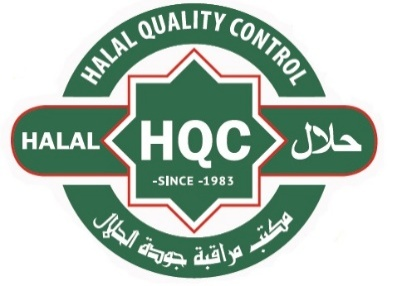 HALAL QUALITY CONTROL
HALAL
HQC
حلال
-SINCE -1983
مكتب مراقبة جودة الحلال